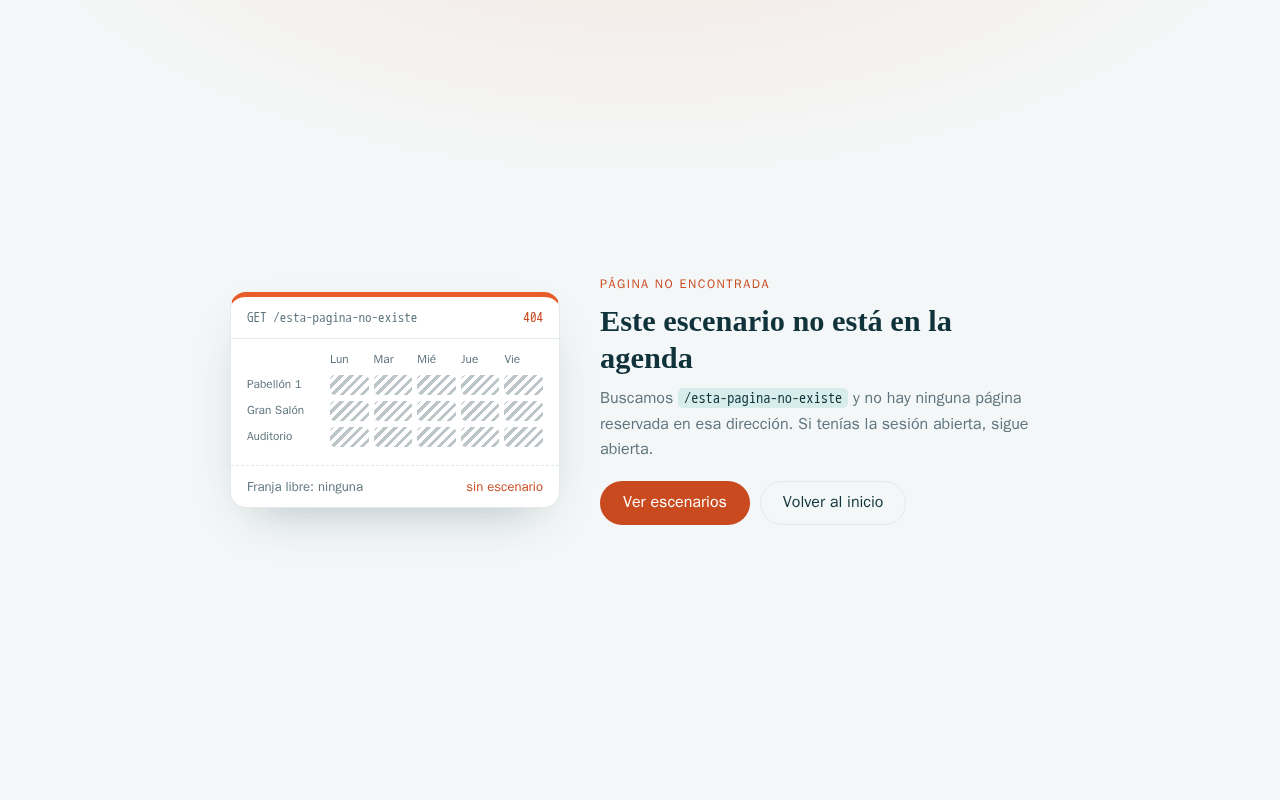 GET /esta-pagina-no-existe 404
Lun Mar Mié Jue Vie
Pabellón 1
Gran Salón
Auditorio
Franja libre: ninguna sin escenario
PÁGINA NO ENCONTRADA
Este escenario no está en la
agenda
Buscamos /esta-pagina-no-existe y no hay ninguna página
reservada en esa dirección. Si tenías la sesión abierta, sigue
abierta.
Ver escenarios Volver al inicio